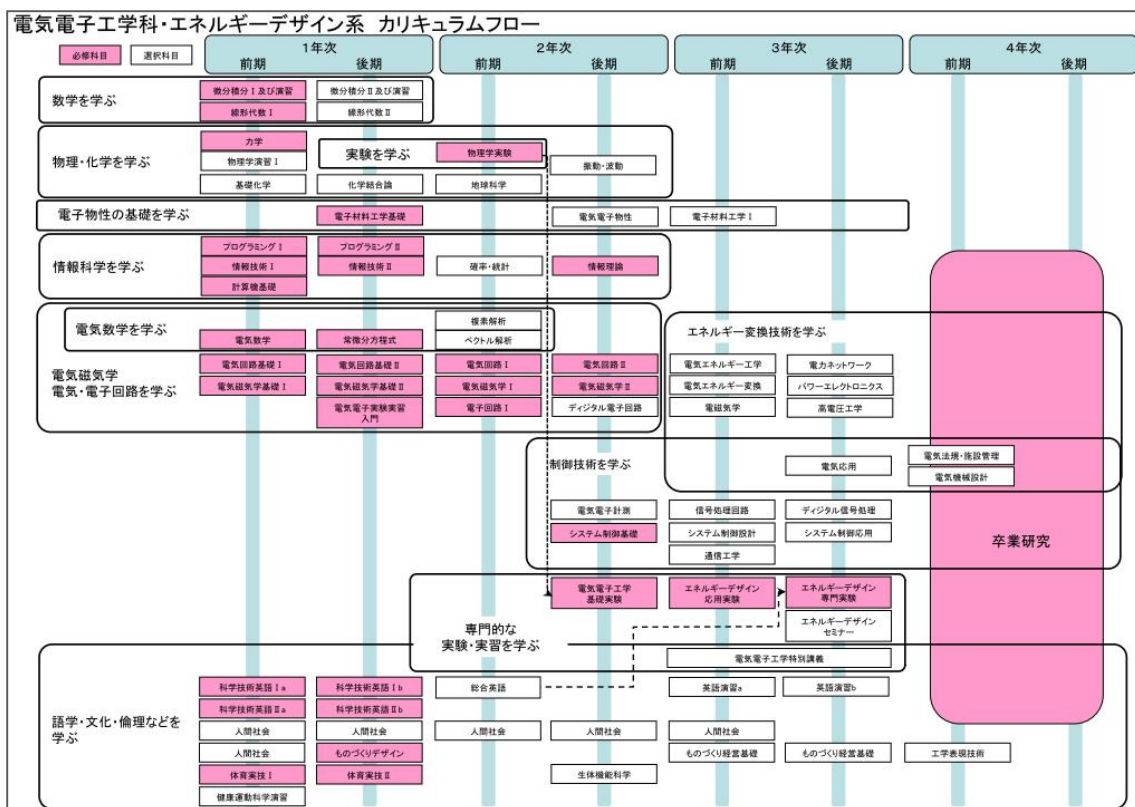 電気電子工学科・エネルギーデザイン系 カリキュラムフロー
必修科目 選択科目
1年次 2年次 3年次 4年次
前期 後期 前期 後期 前期 後期 前期 後期
数学を学ぶ
微分積分Ⅰ及び演習 微分積分Ⅱ及び演習
線形代数Ⅰ 線形代数Ⅱ
物理・化学を学ぶ
力学
実験を学ぶ 物理学実験
物理学演習Ⅰ 振動・波動
基礎化学 化学結合論 地球科学
電子物性の基礎を学ぶ 電子材料工学基礎 電気電子物性 電子材料工学Ⅰ
情報科学を学ぶ
プログラミングⅠ プログラミングⅡ
情報技術Ⅰ 情報技術Ⅱ 確率・統計 情報理論
計算機基礎
電気数学を学ぶ
複素解析
電気数学 常微分方程式 ベクトル解析
電気磁気学
電気・電子回路を学ぶ
電気回路基礎Ⅰ 電気回路基礎Ⅱ 電気回路Ⅰ 電気回路Ⅱ
電気磁気学基礎Ⅰ 電気磁気学基礎Ⅱ 電気磁気学Ⅰ 電気磁気学Ⅱ
電気電子実験実習
入門
電子回路Ⅰ ディジタル電子回路
エネルギー変換技術を学ぶ
電気エネルギー工学 電力ネットワーク
電気エネルギー変換 パワーエレクトロニクス
電磁気学 高電圧工学
制御技術を学ぶ
電気応用
電気法規・施設管理
電気機械設計
電気電子計測 信号処理回路 ディジタル信号処理
システム制御基礎 システム制御設計 システム制御応用
通信工学
卒業研究
専門的な
実験・実習を学ぶ
電気電子工学
基礎実験
エネルギーデザイン
応用実験
エネルギーデザイン
専門実験
エネルギーデザイン
セミナー
電気電子工学特別講義
語学・文化・倫理などを
学ぶ
科学技術英語Ⅰa 科学技術英語Ⅰb 総合英語 英語演習a 英語演習b
科学技術英語Ⅱa 科学技術英語Ⅱb
人間社会 人間社会 人間社会 人間社会 人間社会
人間社会 ものづくりデザイン ものづくり経営基礎 ものづくり経営基礎 工学表現技術
体育実技Ⅰ 体育実技Ⅱ 生体機能科学
健康運動科学演習